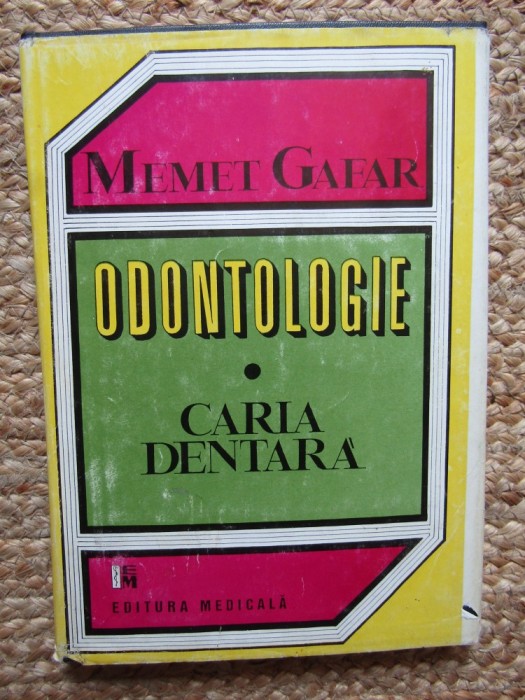 MEMET GAFAR
ODONTOLOGIE
•
CARIA
DENTARĂ
EM
EDITURA MEDICALĂ